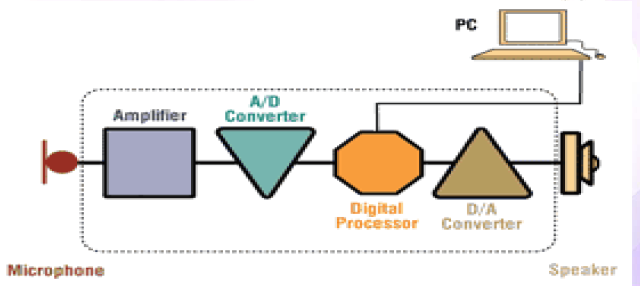 PC
Amplifier
A/D
Converter
Digital
Processor
D/A
Converter
Microphone
Speaker